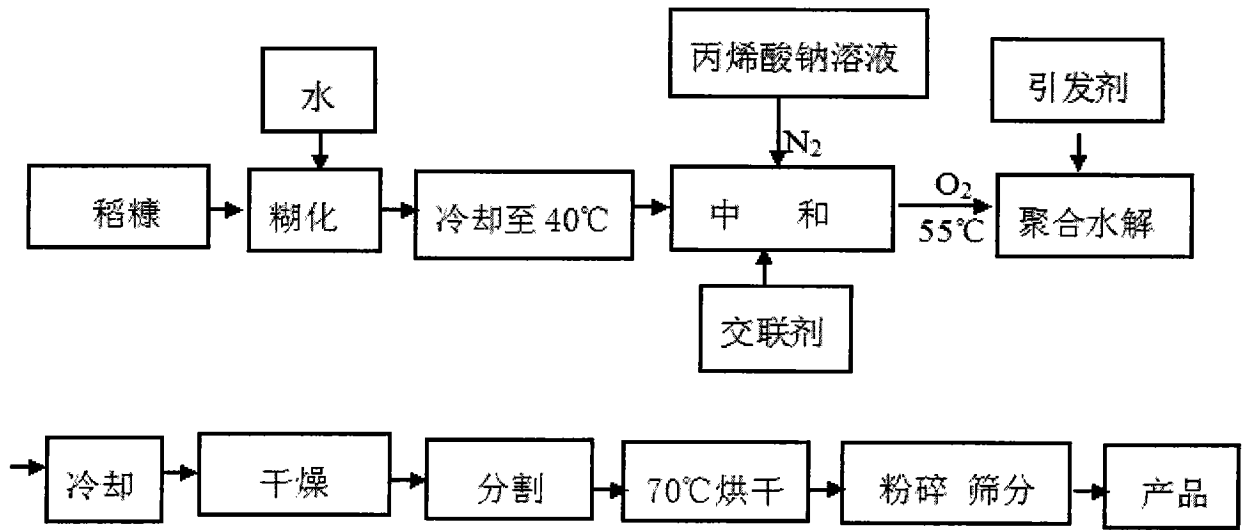 水
丙烯酸钠溶液
引发剂
N₂
稻糠
糊化
冷却至 40℃
中 和
O₂
55℃
聚合水解
交联剂
冷却
干燥
分割
70℃烘干
粉碎 筛分
产品